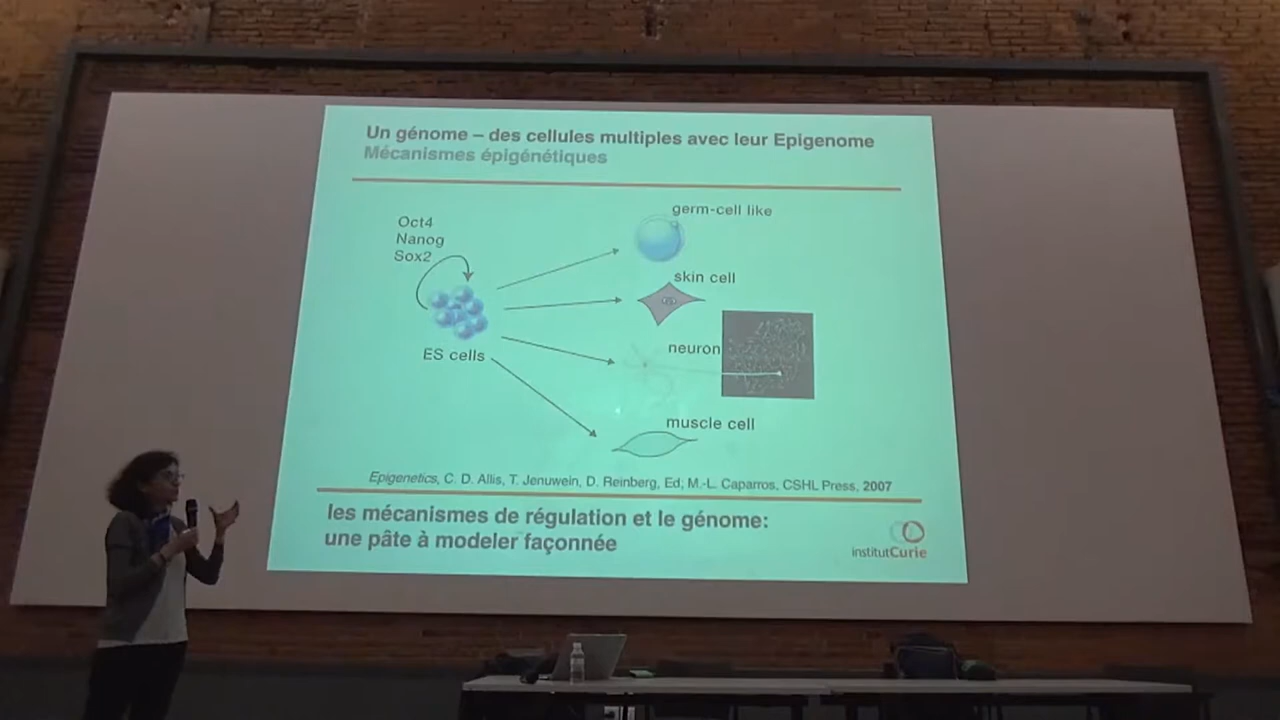 Un génome – des cellules multiples avec leur Epigenome
Mécanismes épigénétiques
Oct4
Nanog
Sox2
ES cells
germ-cell like
skin cell
neuron
muscle cell
Epigenetics, C. D. Allis, T. Jenuwein, D. Reinberg, Ed; M.-L. Caparros, CSHL Press, 2007
les mécanismes de régulation et le génome:
une pâte à modeler façonnée
institutCurie